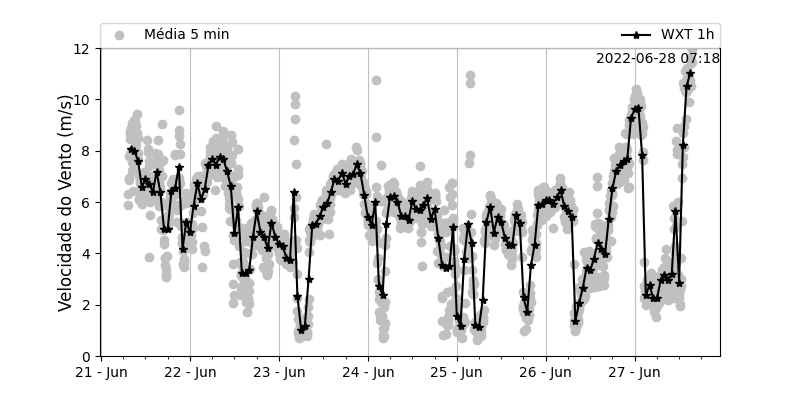 Média 5 min
WXT 1h
2022-06-28 07:18
Velocidade do Vento (m/s)
12
10
8
6
4
2
0
21 - Jun
22 - Jun
23 - Jun
24 - Jun
25 - Jun
26 - Jun
27 - Jun